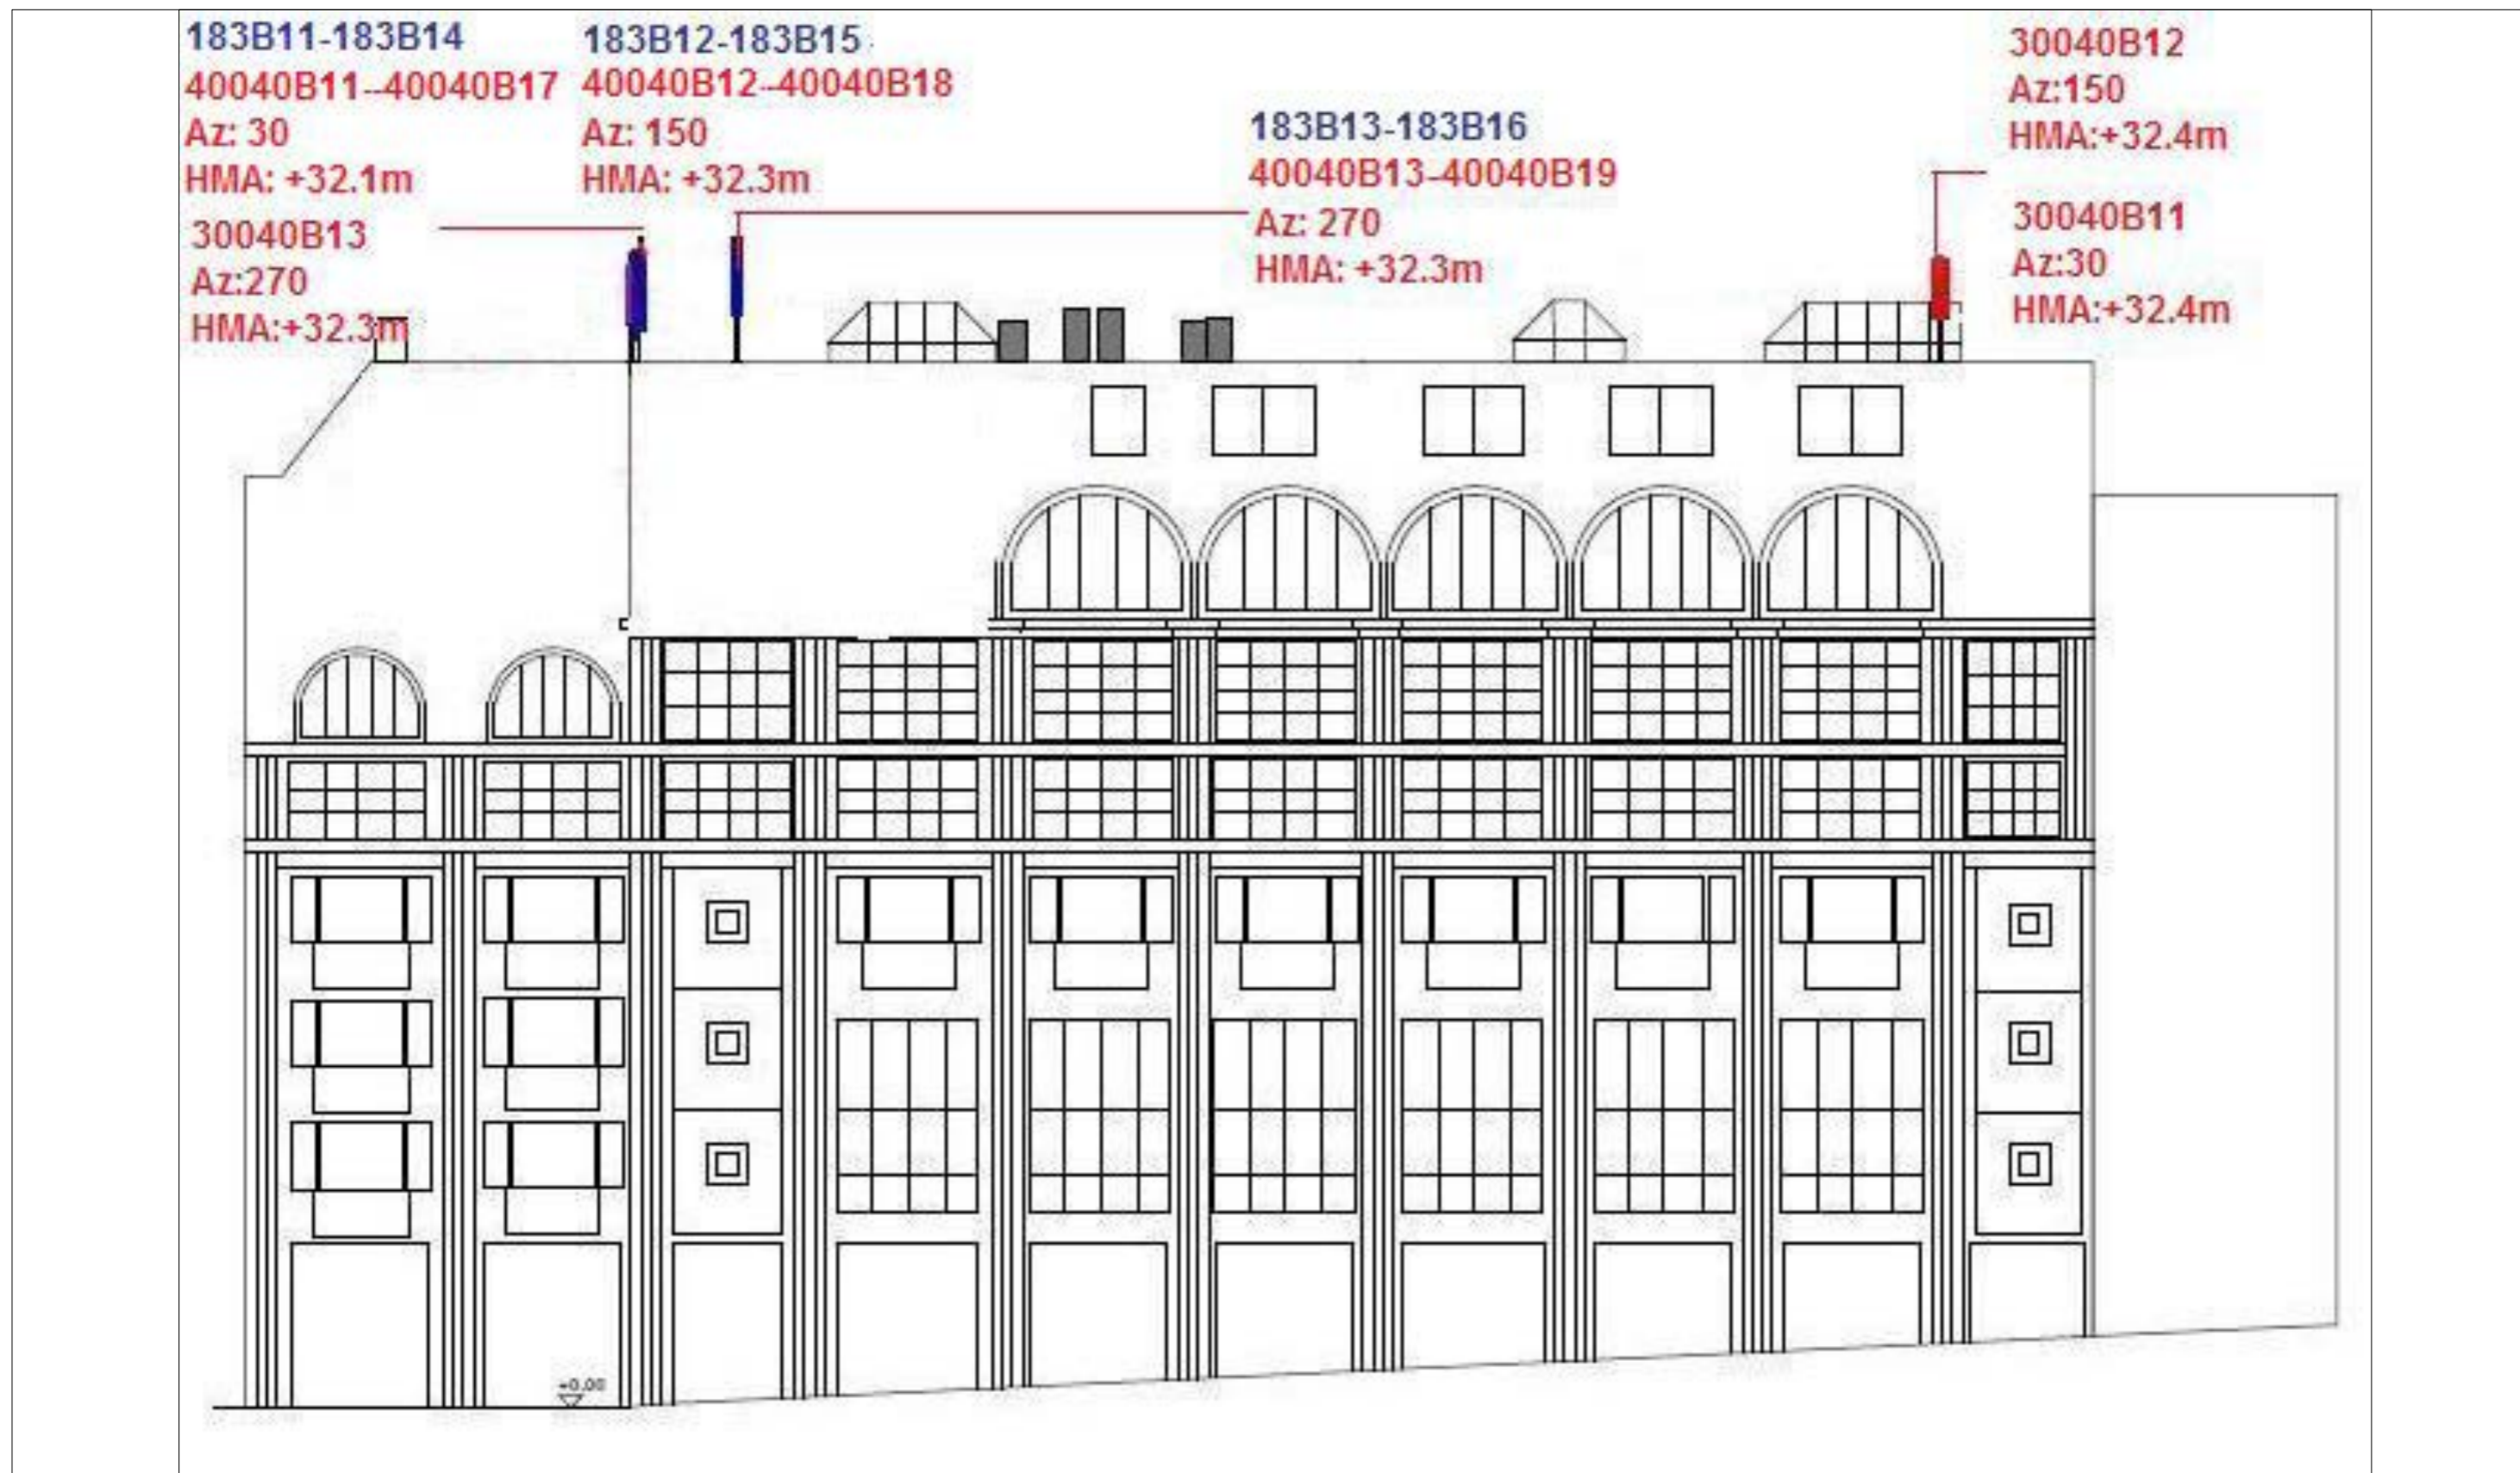 183B11-183B14
40040B11--40040B17
Az: 30
HMA: +32.1m
30040B13
Az:270
HMA:+32.3m
183B12-183B15
40040B12--40040B18
Az: 150
HMA: +32.3m
183B13-183B16
40040B13-40040B19
Az: 270
HMA: +32.3m
30040B12
Az:150
HMA:+32.4m
30040B11
Az:30
HMA:+32.4m
+0.00